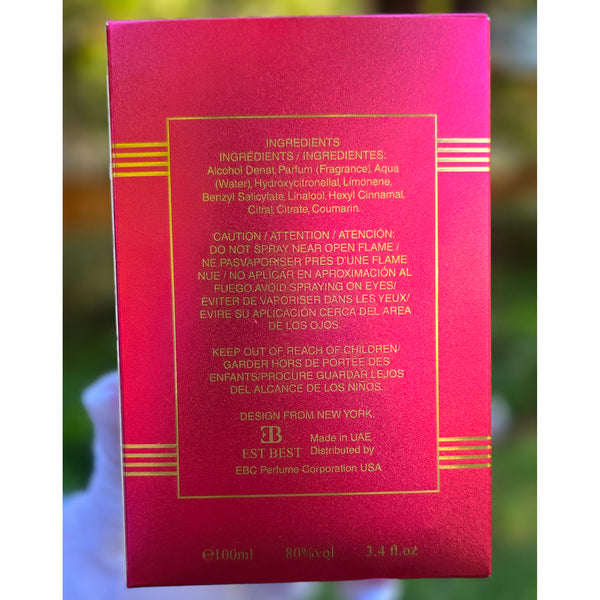 INGREDIENTS
INGRÉDIENTS / INGREDIENTES:
Alcohol Denat, Parfum (Fragrance), Aqua
(Water), Hydroxycitronellal, Limonene,
Benzyl Salicylate, Linalool, Hexyl Cinnamal,
Citral, Citrate, Coumarin.
CAUTION / ATTENTION / ATENCIÓN:
DO NOT SPRAY NEAR OPEN FLAME /
NE PASVAPORISER PRÉS D'UNE FLAME
NUE / NO APLICAR EN APROXIMACIÓN AL
FUEGO.AVOID SPRAYING ON EYES/
ÉVITER DE VAPORISER DANS LES YEUX/
EVIRE SU APLICACIÓN CERCA DEL AREA
DE LOS OJOS.
KEEP OUT OF REACH OF CHILDREN/
GARDER HORS DE PORTÉE DES
ENFANTS/PROCURE GUARDAR LEJOS
DEL ALCANCE DE LOS NIÑOS.
DESIGN FROM NEW YORK.
EB Made in UAE
EST BEST Distributed by
EBC Perfume Corporation USA
℮100ml 80%vol 3.4 fl.oz